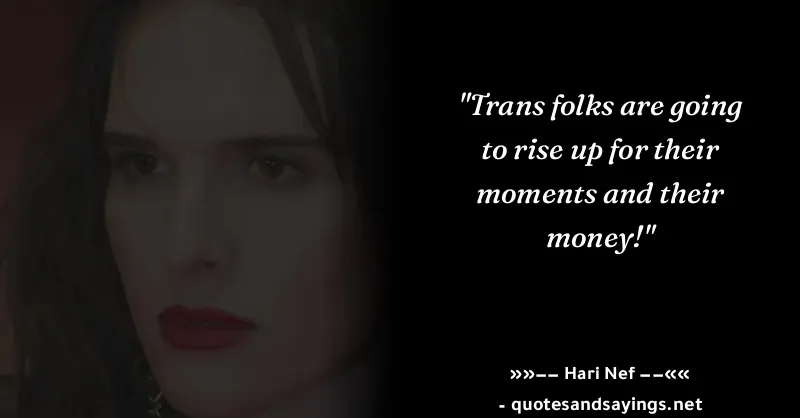 "Trans folks are going
to rise up for their
moments and their
money!"
»»–– Hari Nef ––««
- quotesandsayings.net